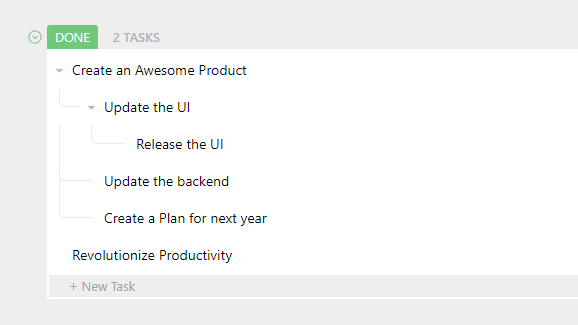 DONE 2 TASKS
Create an Awesome Product
Update the UI
Release the UI
Update the backend
Create a Plan for next year
Revolutionize Productivity
+ New Task